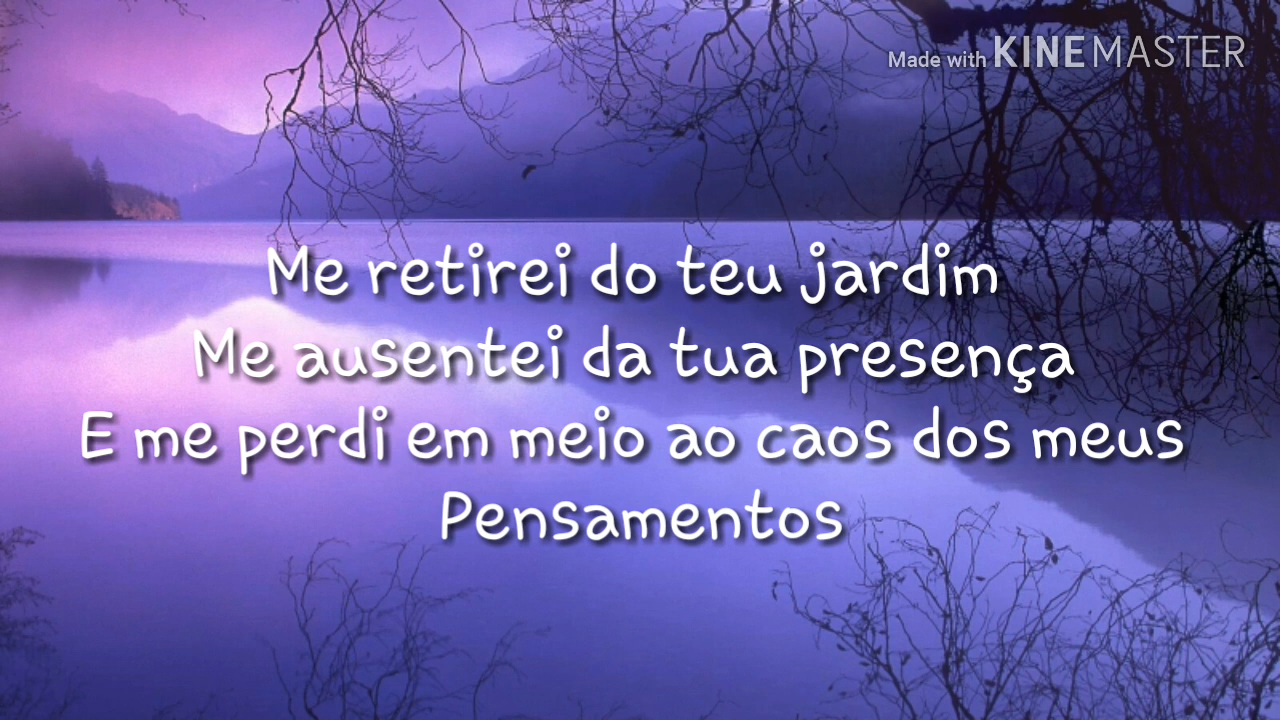 Made with KINEMASTER
Me retirei do teu jardim
Me ausentei da tua presença
E me perdi em meio ao caos dos meus
Pensamentos